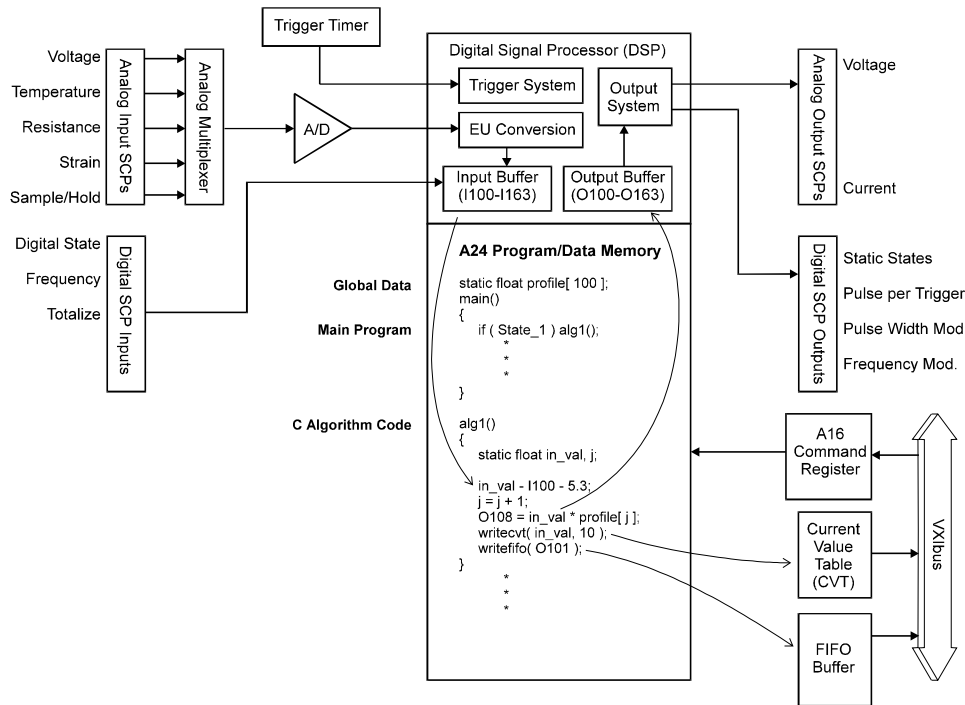 Trigger Timer
Voltage
Temperature
Resistance
Strain
Sample/Hold
Analog Input SCPs
Analog Multiplexer
A/D
Digital State
Frequency
Totalize
Digital SCP Inputs
Digital Signal Processor (DSP)
Trigger System
EU Conversion
Input Buffer
(I100-I163)
Output
System
Output Buffer
(O100-O163)
Analog Output SCPs
Voltage
Current
Digital SCP Outputs
Static States
Pulse per Trigger
Pulse Width Mod
Frequency Mod.
A24 Program/Data Memory
Global Data
static float profile[ 100 ];
Main Program
main()
{
if ( State_1 ) alg1();
*
*
*
}
C Algorithm Code
alg1()
{
static float in_val, j;
in_val - I100 - 5.3;
j = j + 1;
O108 = in_val * profile[ j ];
writecvt( in_val, 10 );
writefifo( O101 );
}
*
*
*
A16
Command
Register
Current
Value
Table
(CVT)
FIFO
Buffer
VXIbus